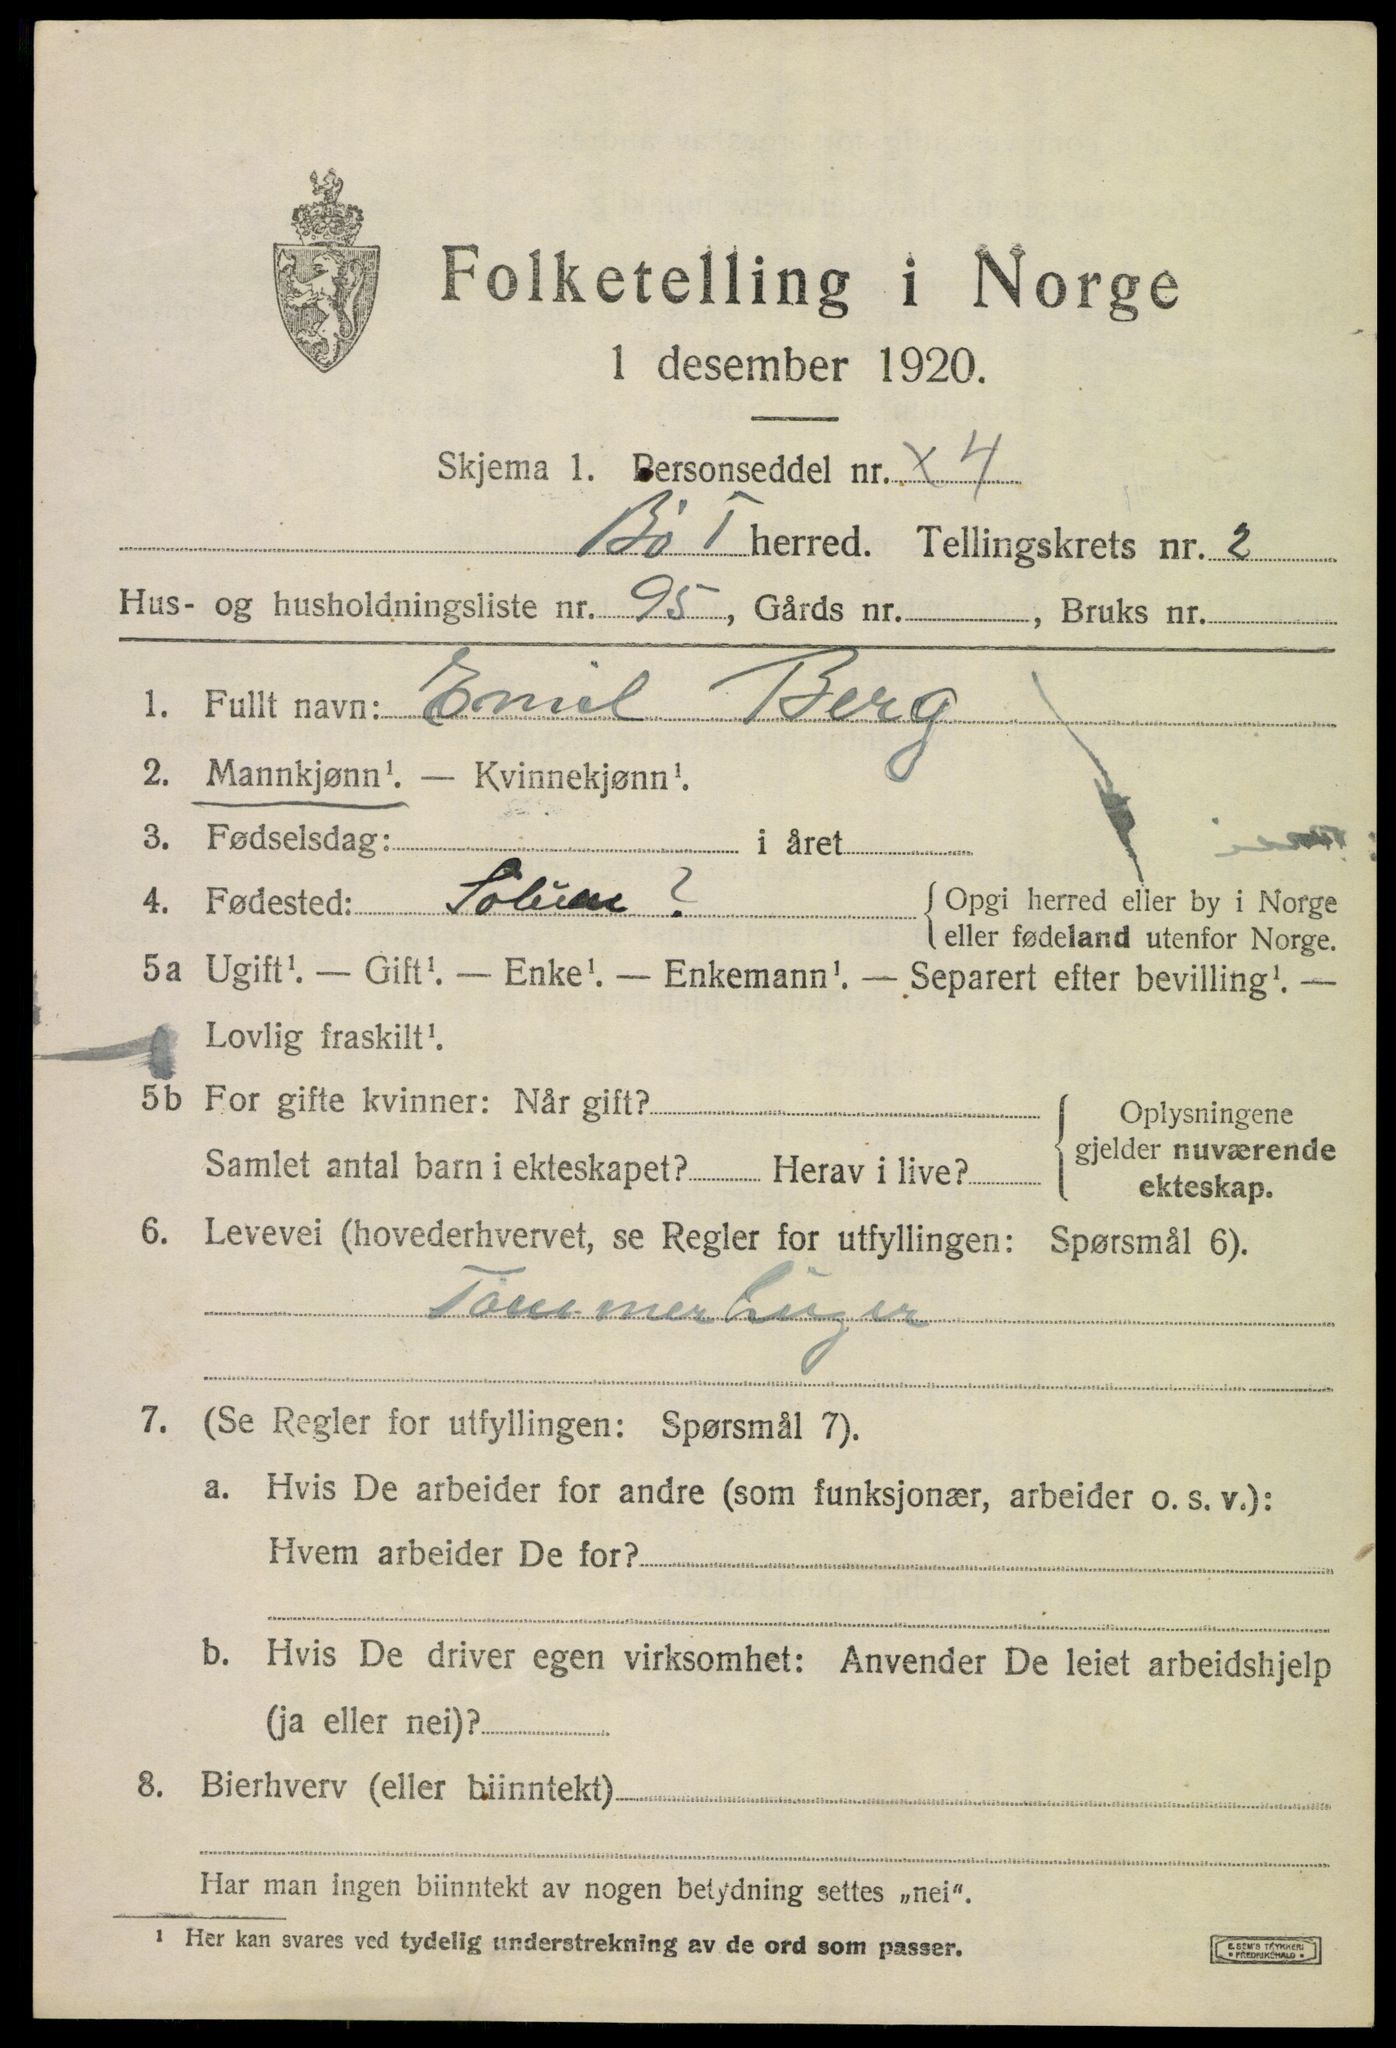 Folketelling i Norge
1 desember 1920.
Skjema 1. Personseddel nr. x 4
Bø T herred. Tellingskrets nr. 2
Hus- og husholdningsliste nr. 95, Gårds nr. , Bruks nr.
1. Fullt navn: Emil Berg
2. Mannkjønn¹. — Kvinnekjønn¹.
3. Fødselsdag: i året
4. Fødested: Solum ? { Opgi herred eller by i Norge
eller fødeland utenfor Norge.
5a Ugift¹. — Gift¹. — Enke¹. — Enkemann¹. — Separert efter bevilling¹. —
Lovlig fraskilt¹.
5b For gifte kvinner: Når gift?
Samlet antal barn i ekteskapet? Herav i live?
Oplysningene
gjelder nuværende
ekteskap.
6. Levevei (hovederhvervet, se Regler for utfyllingen: Spørsmål 6).
Tømmerhuger
7. (Se Regler for utfyllingen: Spørsmål 7).
a. Hvis De arbeider for andre (som funksjonær, arbeider o. s. v.):
Hvem arbeider De for?
b. Hvis De driver egen virksomhet: Anvender De leiet arbeidshjelp
(ja eller nei)?
8. Bierhverv (eller biinntekt)
Har man ingen biinntekt av nogen betydning settes „nei".
¹ Her kan svares ved tydelig understrekning av de ord som passer.
E. SEM'S TRYKKERI
• FREDRIKSHALD •